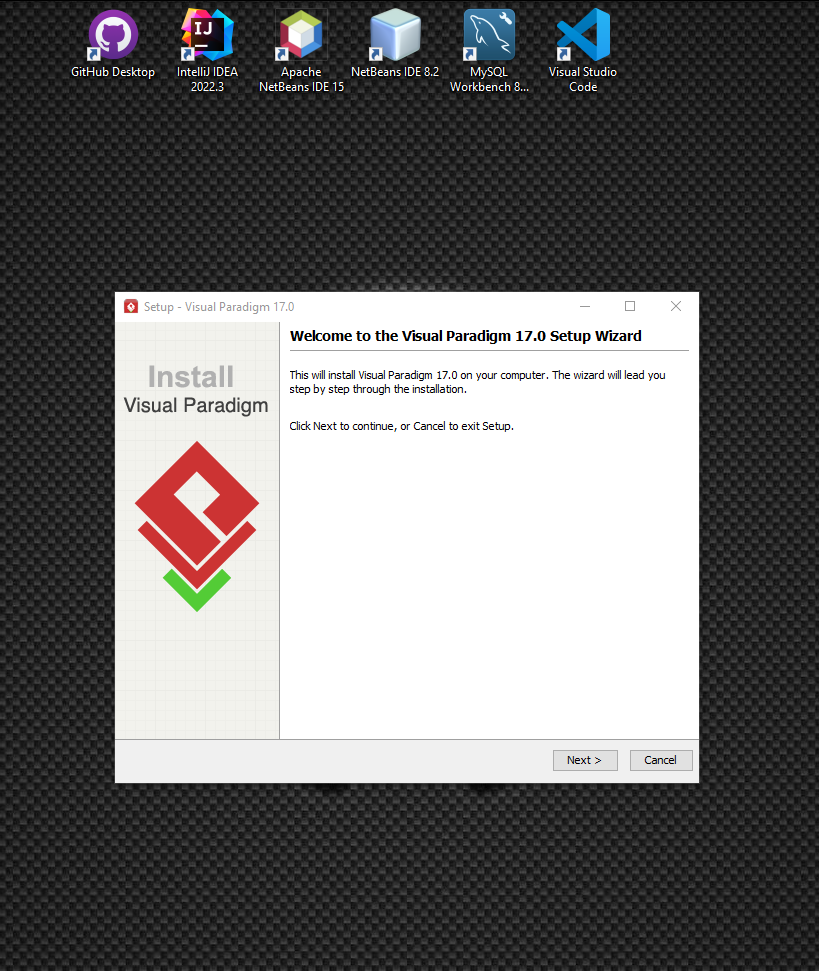 GitHub Desktop
IntelliJ IDEA
2022.3
Apache
NetBeans IDE 15
NetBeans IDE 8.2
MySQL
Workbench 8...
Visual Studio
Code
IJ
Setup - Visual Paradigm 17.0
Install
Visual Paradigm
Welcome to the Visual Paradigm 17.0 Setup Wizard
This will install Visual Paradigm 17.0 on your computer. The wizard will lead you
step by step through the installation.
Click Next to continue, or Cancel to exit Setup.
Next >
Cancel